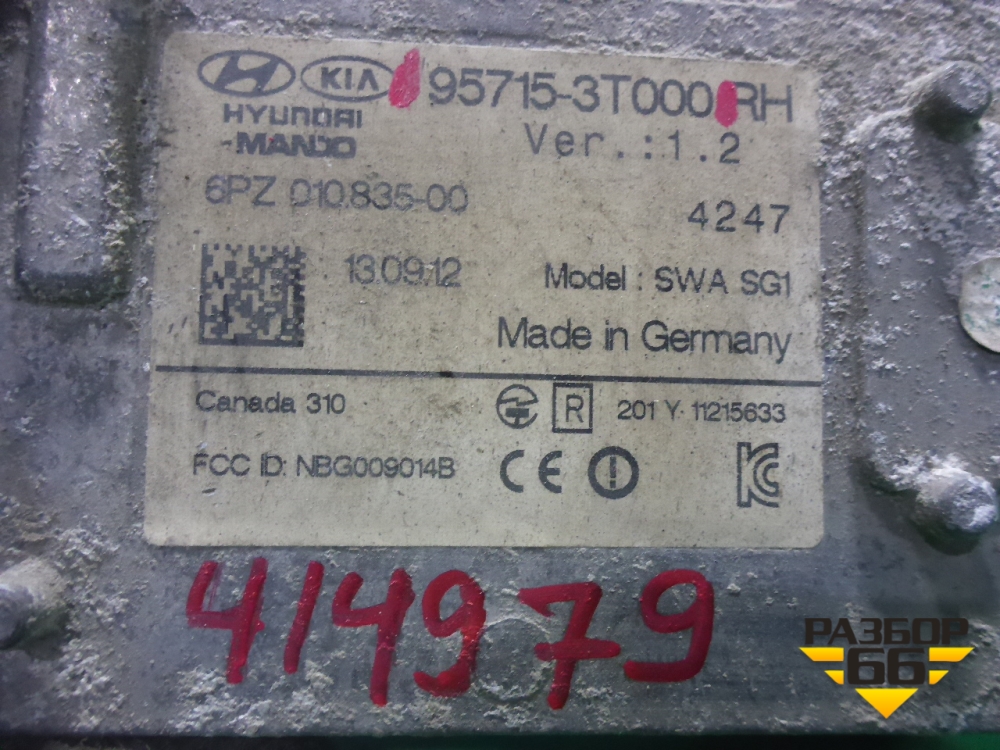 KIA 95715-3T000 RH
HYUNDAI
MANDO
Ver.:1.2
6PZ 010.835-00
4247
13.09.12
Model : SWA SG1
Made in Germany
Canada 310
R 201 Y- 11215633
FCC ID: NBG009014B
CE
414979
РАЗБОР
66